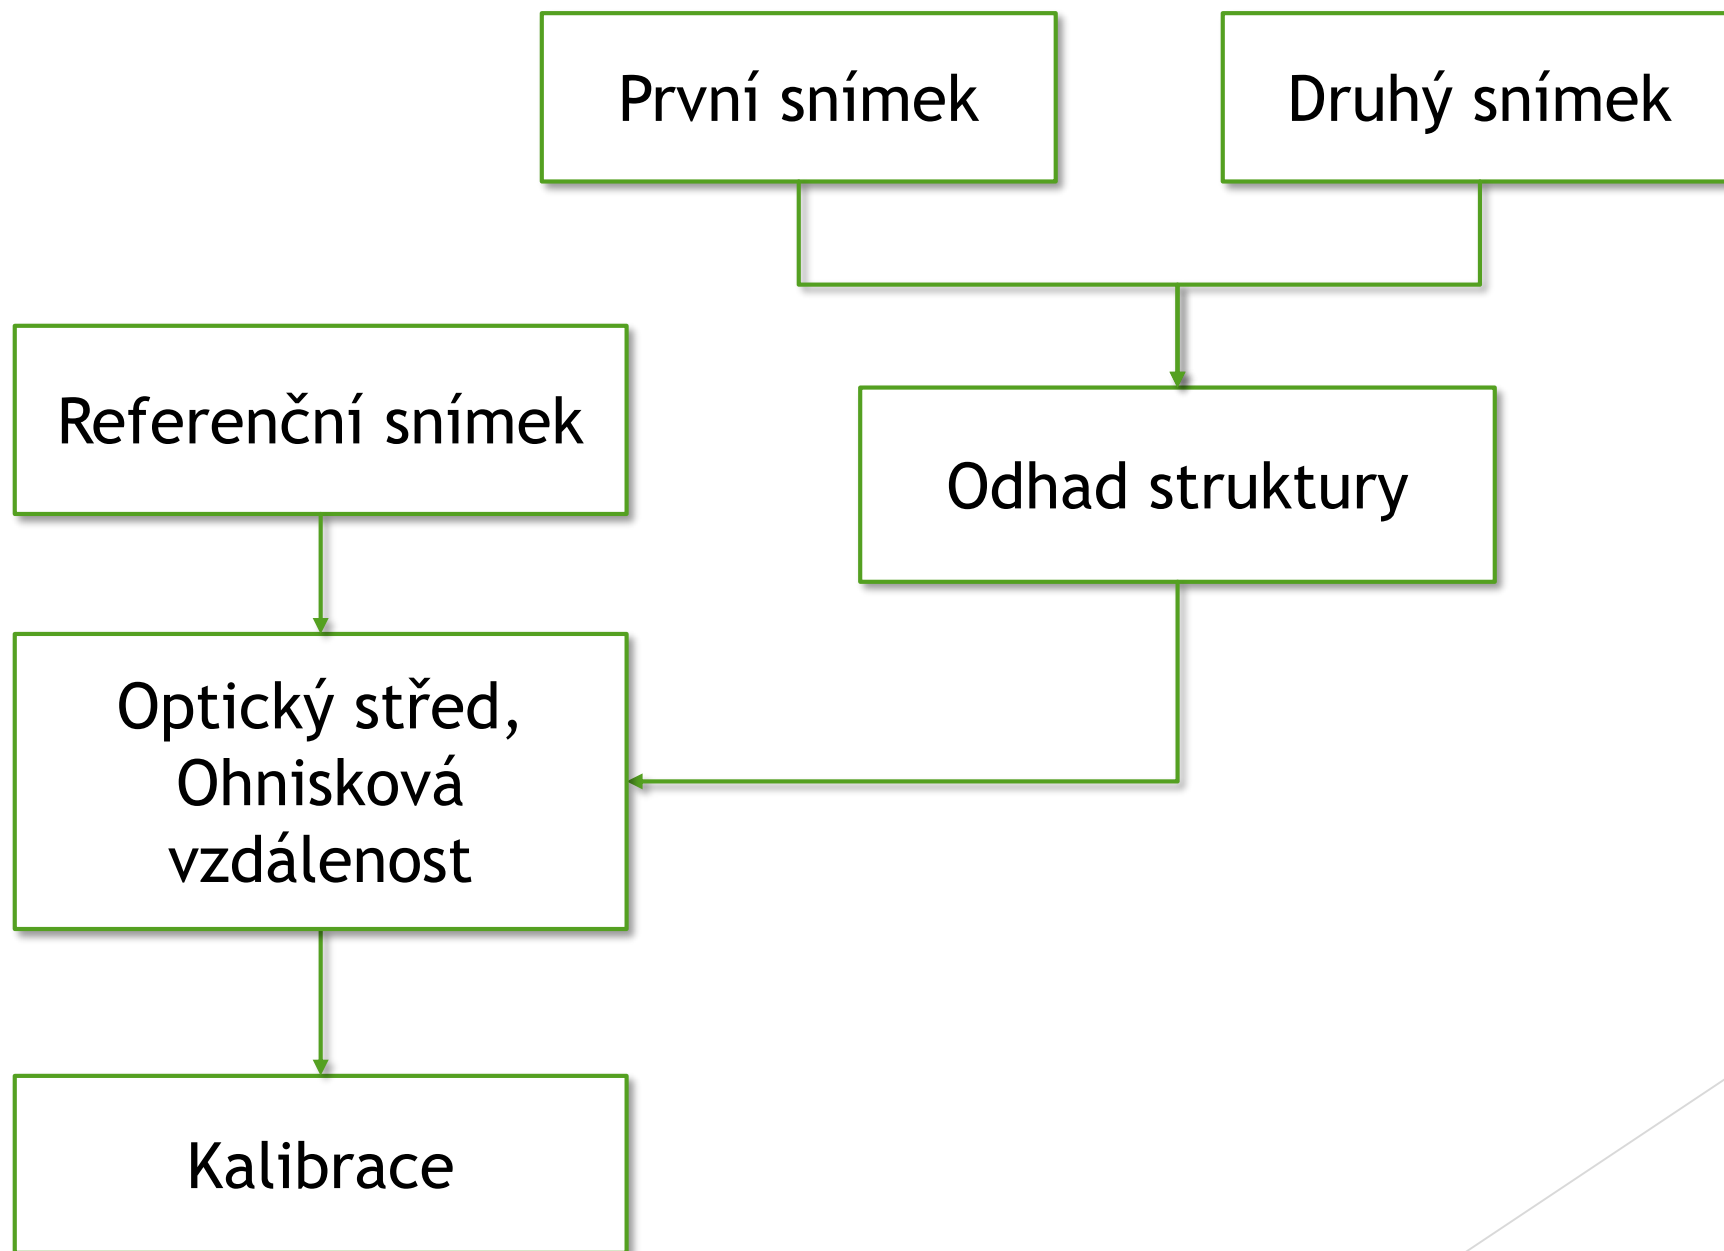 První snímek
Druhý snímek
Referenční snímek
Odhad struktury
Optický střed,
Ohnisková
vzdálenost
Kalibrace